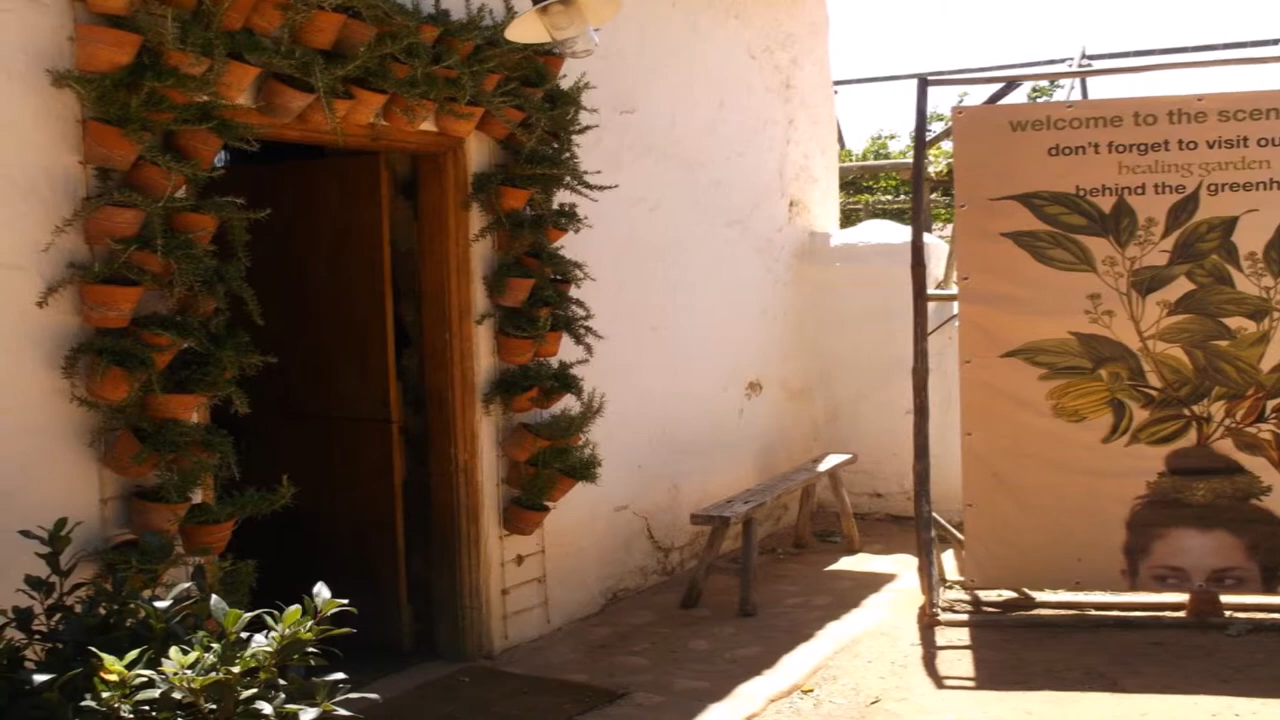 welcome to the scen
don't forget to visit ou
healing garden
behind the greenh